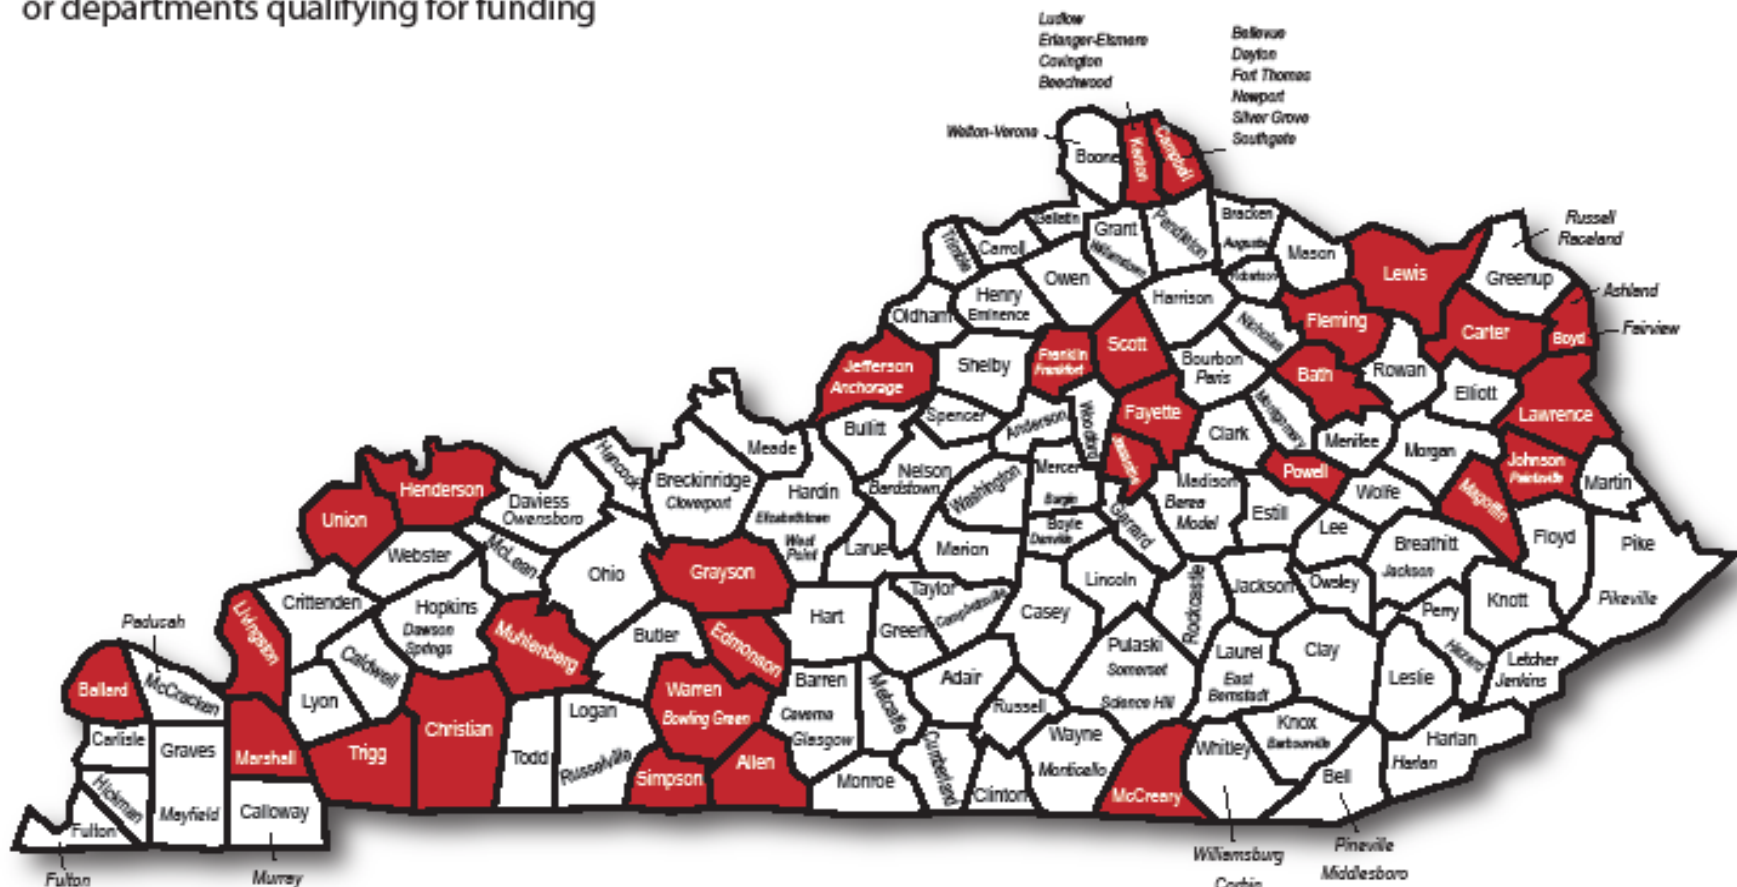 or departments qualifying for funding
Ludlow
Erlanger-Elsmere
Covington
Beechwood
Bellevue
Dayton
Fort Thomas
Newport
Silver Grove
Southgate
Walton-Verona
Boone
Kenton
Campbell
Gallatin
Trimble
Carroll
Grant
Williamstown
Pendleton
Bracken
Augusta
Mason
Robertson
Lewis
Russell
Raceland
Greenup
Ashland
Fairview
Owen
Henry
Eminence
Oldham
Harrison
Nicholas
Fleming
Carter
Boyd
Jefferson
Anchorage
Shelby
Franklin
Frankfort
Scott
Bourbon
Paris
Bath
Rowan
Elliott
Lawrence
Spencer
Anderson
Woodford
Fayette
Clark
Montgomery
Menifee
Morgan
Meade
Bullitt
Nelson
Bardstown
Washington
Mercer
Burgin
Jessamine
Madison
Berea
Model
Powell
Wolfe
Magoffin
Johnson
Paintsville
Martin
Hancock
Breckinridge
Cloverport
Hardin
Elizabethtown
West
Point
Larue
Marion
Boyle
Danville
Garrard
Estill
Lee
Breathitt
Jackson
Floyd
Pike
Pikeville
Henderson
Union
Daviess
Owensboro
Webster
McLean
Ohio
Grayson
Hart
Taylor
Campbellsville
Green
Casey
Lincoln
Rockcastle
Jackson
Owsley
Perry
Hazard
Knott
Letcher
Jenkins
Crittenden
Livingston
Hopkins
Dawson
Springs
Muhlenberg
Butler
Edmonson
Barren
Caverna
Glasgow
Metcalfe
Adair
Russell
Pulaski
Somerset
Science Hill
Laurel
East
Bernstadt
Clay
Leslie
Paducah
Ballard
McCracken
Lyon
Caldwell
Christian
Todd
Logan
Russellville
Warren
Bowling Green
Carlisle
Graves
Mayfield
Marshall
Trigg
Simpson
Allen
Monroe
Cumberland
Clinton
Wayne
Monticello
McCreary
Whitley
Knox
Barbourville
Bell
Harlan
Harlan
Hickman
Fulton
Calloway
Fulton
Murray
Williamsburg
Corbin
Pineville
Middlesboro